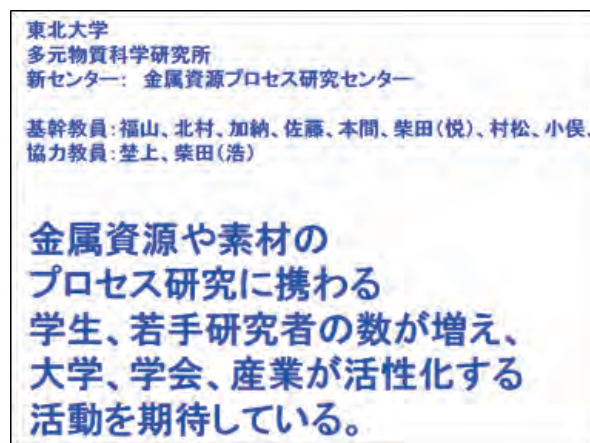 東北大学
多元物質科学研究所
新センター： 金属資源プロセス研究センター
基幹教員：福山、北村、加納、佐藤、本間、柴田（悦）、村松、小俣、
協力教員：埜上、柴田（浩）
金属資源や素材の
プロセス研究に携わる
学生、若手研究者の数が増え、
大学、学会、産業が活性化する
活動を期待している。